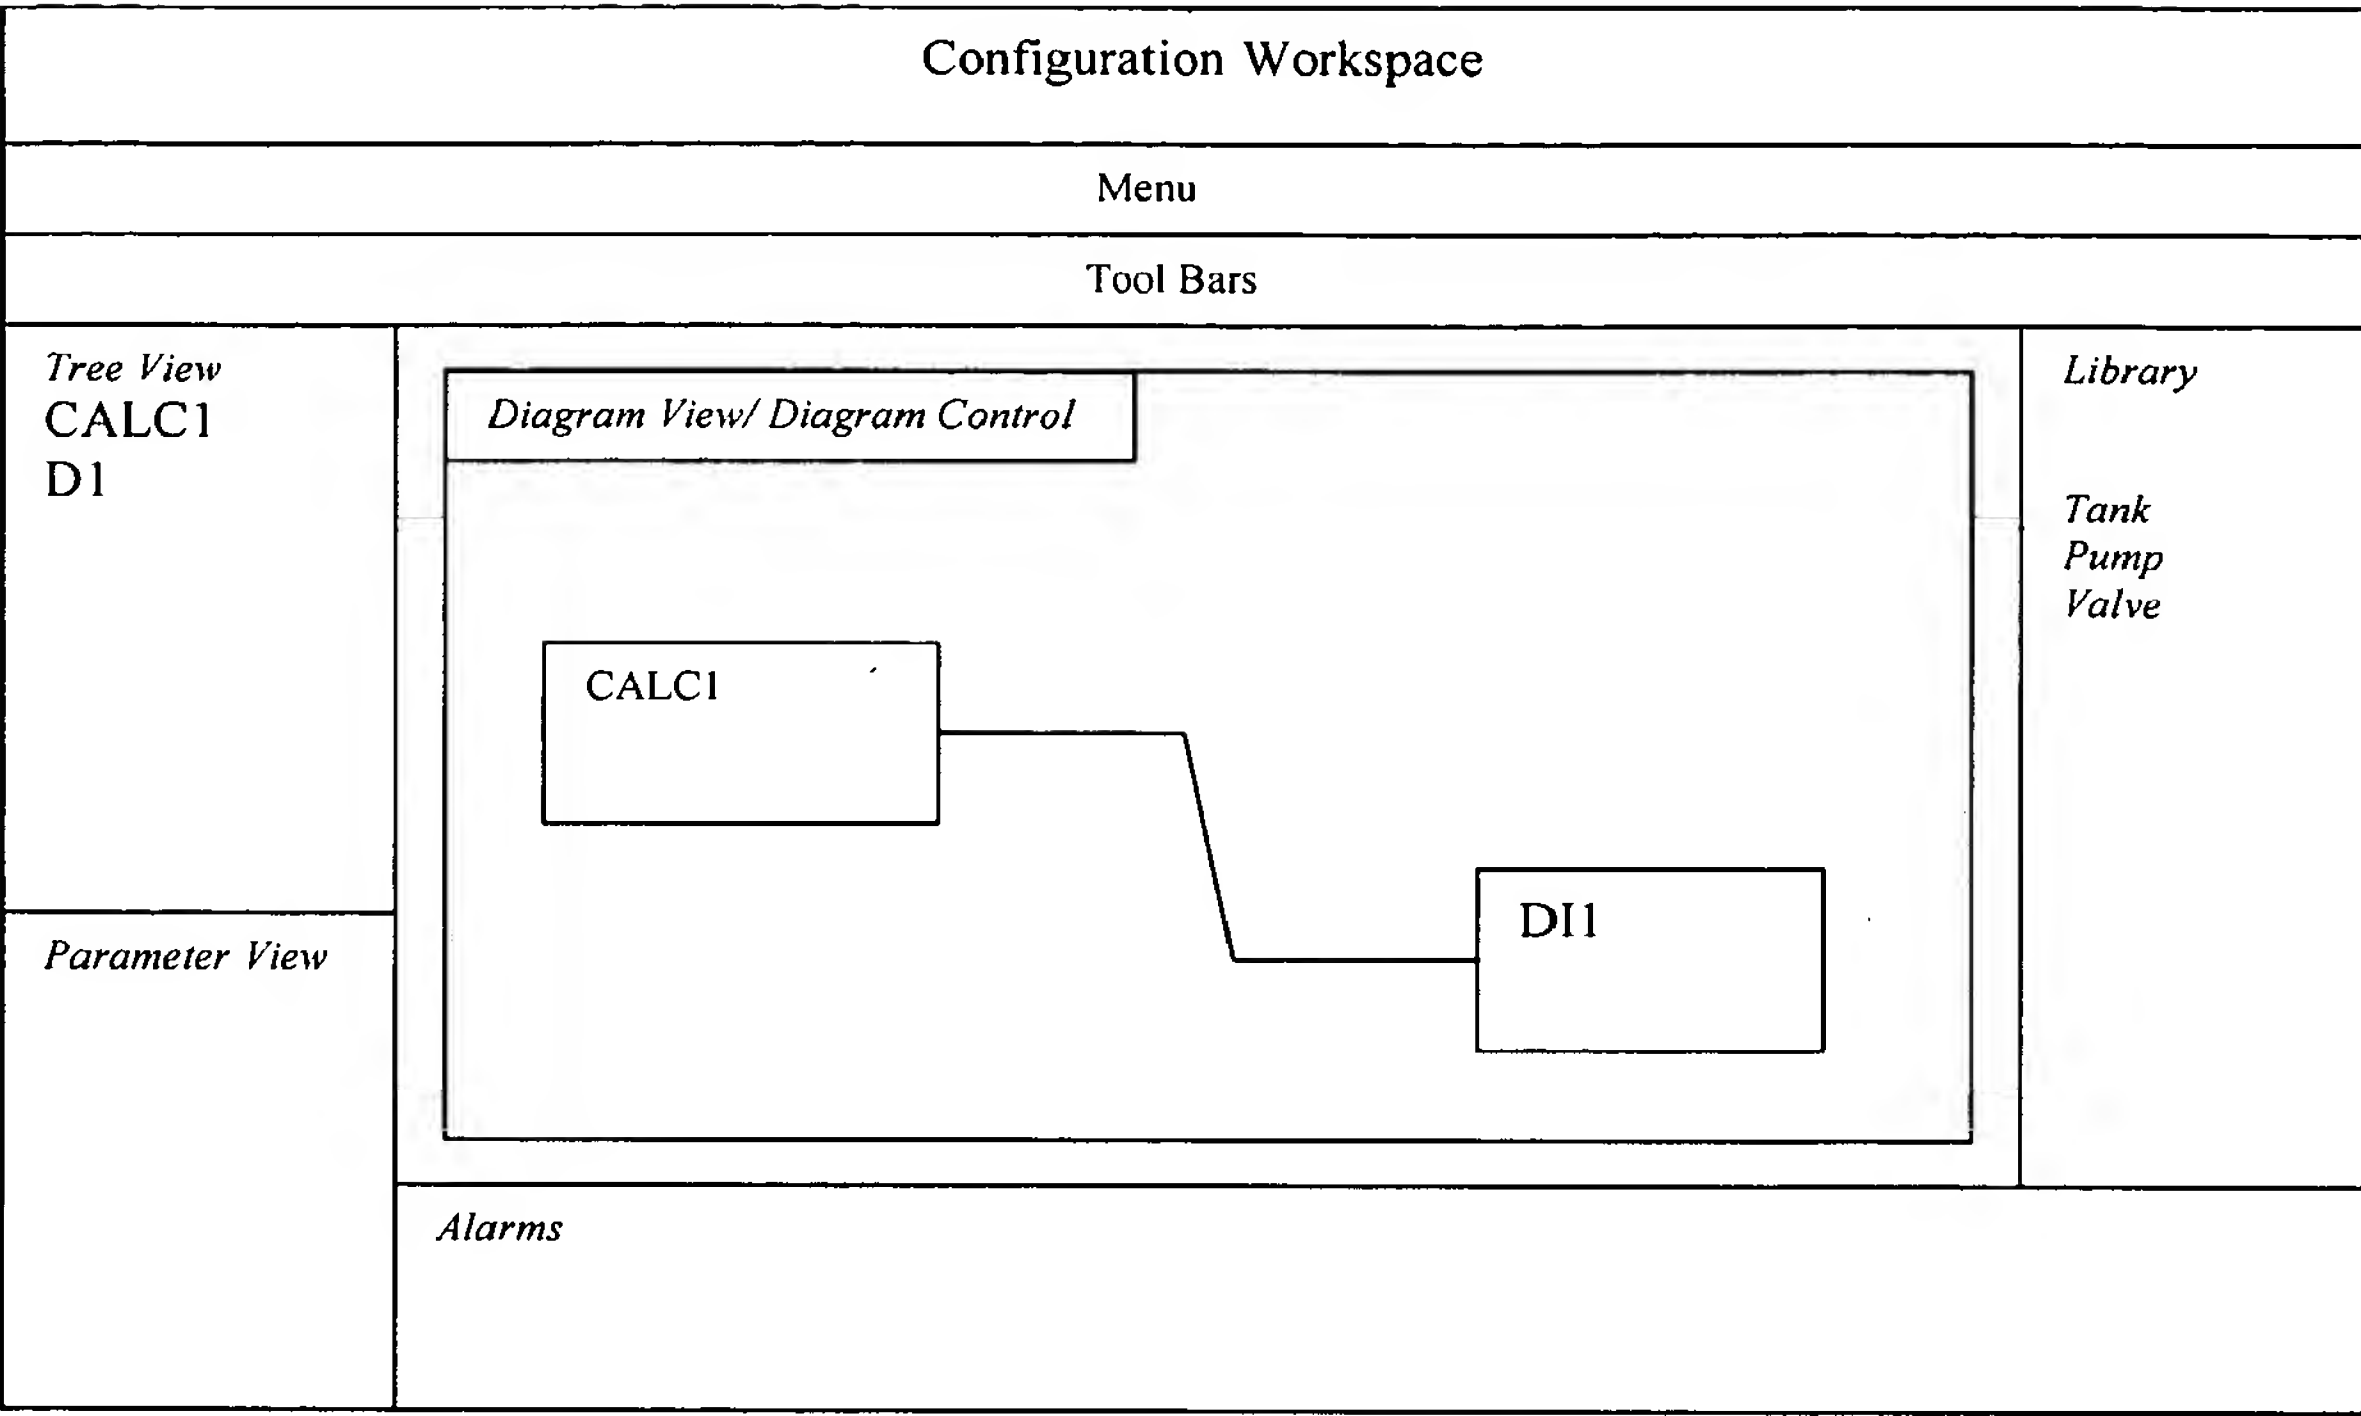 Configuration Workspace
Menu
Tool Bars
Tree View
CALC1
D1
Diagram View/ Diagram Control
Library
Tank
Pump
Valve
CALC1
DI1
Parameter View
Alarms